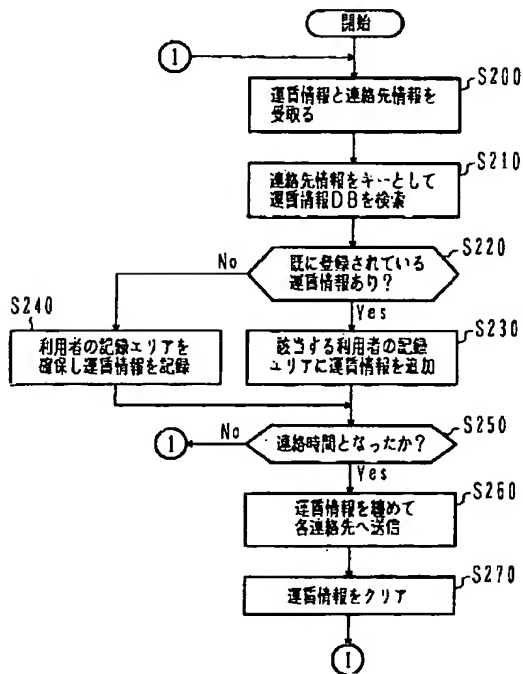 開始
1
S200
運賃情報と連絡先情報を
受取る
S210
連絡先情報をキーとして
運賃情報DBを検索
S220
既に登録されている
運賃情報あり?
No
Yes
S240
利用者の記録エリアを
確保し運賃情報を記録
S230
該当する利用者の記録
エリアに運賃情報を追加
S250
連絡時間となったか?
No
1
Yes
S260
運賃情報を纏めて
各連絡先へ送信
S270
運賃情報をクリア
1